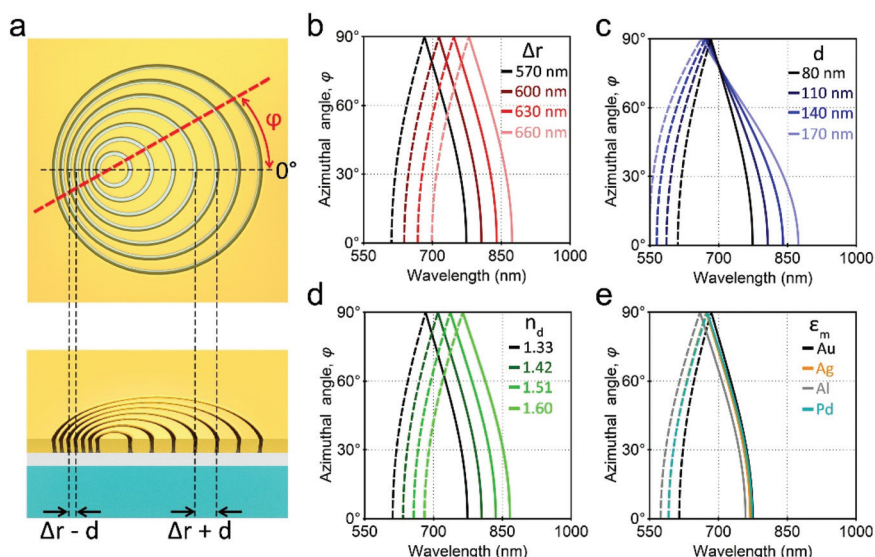 a
φ
0°
Δr - d
Δr + d
b
Azimuthal angle, φ
90°
60°
30°
0°
Δr
570 nm
600 nm
630 nm
660 nm
550
700
850
1000
Wavelength (nm)
c
Azimuthal angle, φ
90°
60°
30°
0°
d
80 nm
110 nm
140 nm
170 nm
550
700
850
1000
Wavelength (nm)
d
Azimuthal angle, φ
90°
60°
30°
0°
n_d
1.33
1.42
1.51
1.60
550
700
850
1000
Wavelength (nm)
e
Azimuthal angle, φ
90°
60°
30°
0°
ε_m
Au
Ag
Al
Pd
550
700
850
1000
Wavelength (nm)